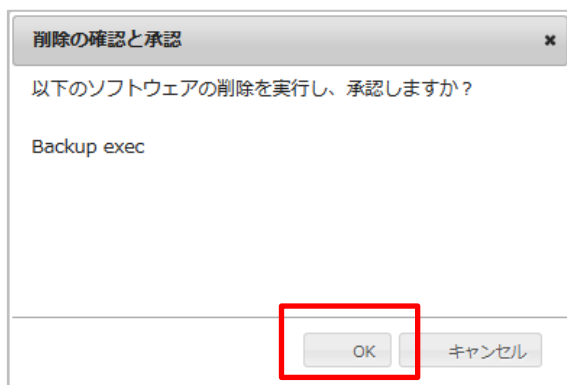 削除の確認と承認
以下のソフトウェアの削除を実行し、承認しますか？
Backup exec
OK
キャンセル